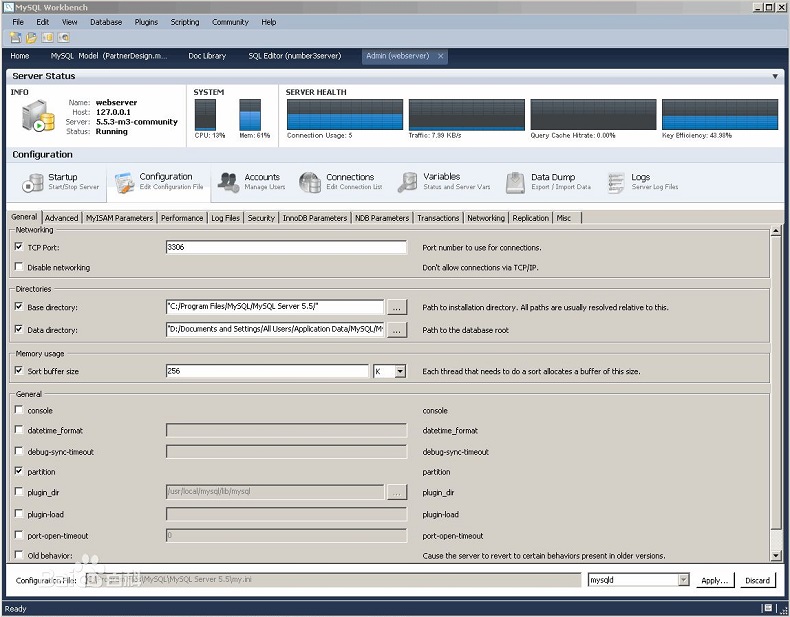 MySQL Workbench
File Edit View Database Plugins Scripting Community Help
Home MySQL Model (PartnerDesign.m... Doc Library SQL Editor (number3server) Admin (webserver)
Server Status
INFO SYSTEM SERVER HEALTH
Name: webserver
Host: 127.0.0.1
Server: 5.5.3-m3-community
Status: Running
CPU: 13% Mem: 61% Connection Usage: 5 Traffic: 7.99 KB/s Query Cache Hitrate: 0.00% Key Efficiency: 43.98%
Configuration
Startup Configuration Accounts Connections Variables Data Dump Logs
Start/Stop Server Edit Configuration File Manage Users Edit Connection List Status and Server Vars Export / Import Data Server Log Files
General Advanced MyISAM Parameters Performance Log Files Security InnoDB Parameters NDB Parameters Transactions Networking Replication Misc
Networking
TCP Port: 3306 Port number to use for connections.
Disable networking Don't allow connections via TCP/IP.
Directories
Base directory: "C:/Program Files/MySQL/MySQL Server 5.5/" ... Path to installation directory. All paths are usually resolved relative to this.
Data directory: "D:/Documents and Settings/All Users/Application Data/MySQL/M ... Path to the database root
Memory usage
Sort buffer size 256 K Each thread that needs to do a sort allocates a buffer of this size.
General
console console
datetime_format datetime_format
debug-sync-timeout debug-sync-timeout
partition partition
plugin_dir /usr/local/mysql/lib/mysql ... plugin_dir
plugin-load plugin-load
port-open-timeout 0 port-open-timeout
Old behavior: Cause the server to revert to certain behaviors present in older versions.
Configuration File: \MySQL\MySQL Server 5.5\my.ini mysqld Apply... Discard
百科
Ready